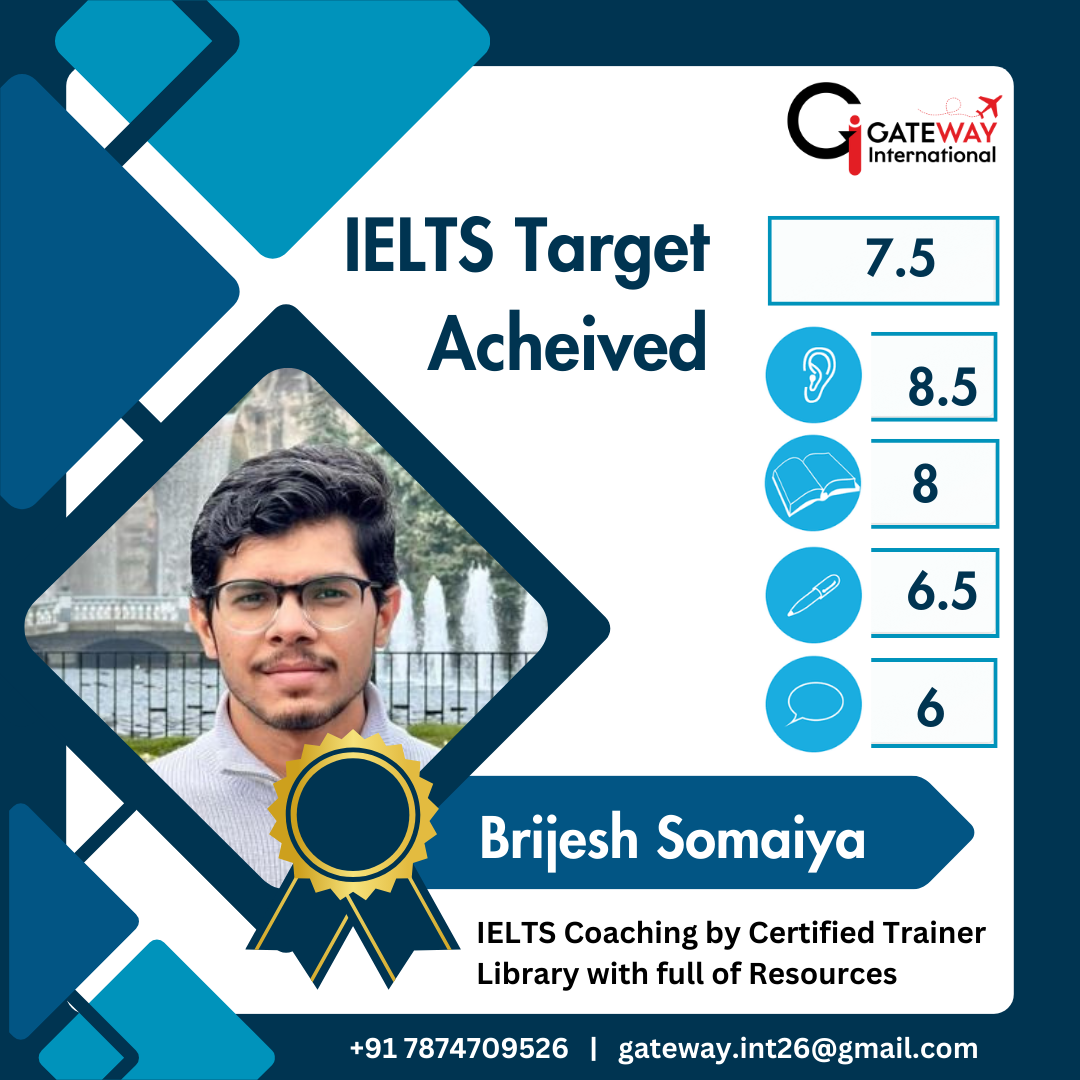 Gi GATEWAY
International
IELTS Target
Acheived
7.5
8.5
8
6.5
6
Brijesh Somaiya
IELTS Coaching by Certified Trainer
Library with full of Resources
+91 7874709526 | gateway.int26@gmail.com